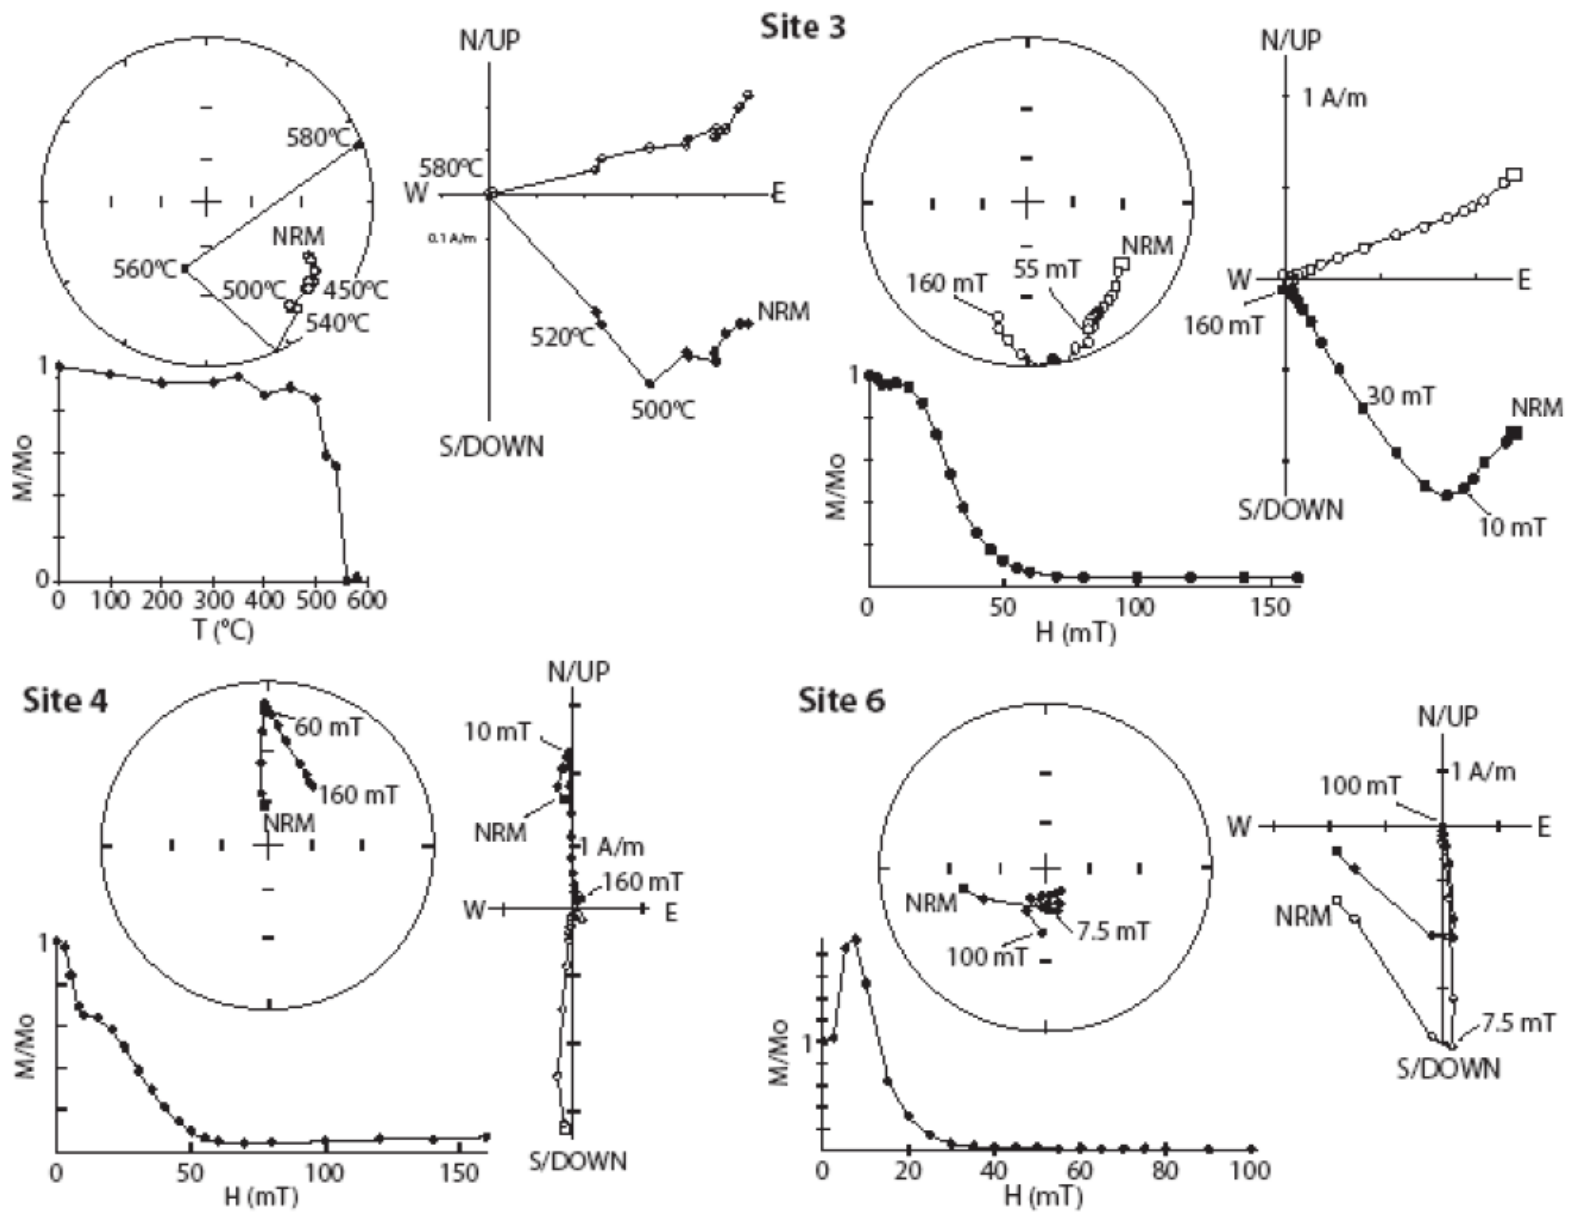 Site 3
N/UP
580ºC
NRM
560ºC
500ºC
450ºC
540ºC
580ºC
W
E
0.1 A/m
520ºC
NRM
500ºC
S/DOWN
1
M/Mo
0
0 100 200 300 400 500 600
T (ºC)
N/UP
1 A/m
NRM
160 mT
55 mT
W
E
160 mT
30 mT
NRM
10 mT
S/DOWN
1
M/Mo
0 50 100 150
H (mT)
Site 4
60 mT
160 mT
NRM
N/UP
10 mT
NRM
1 A/m
160 mT
W
E
S/DOWN
1
M/Mo
0 50 100 150
H (mT)
Site 6
NRM
7.5 mT
100 mT
N/UP
1 A/m
100 mT
W
E
NRM
7.5 mT
S/DOWN
1
M/Mo
0 20 40 60 80 100
H (mT)